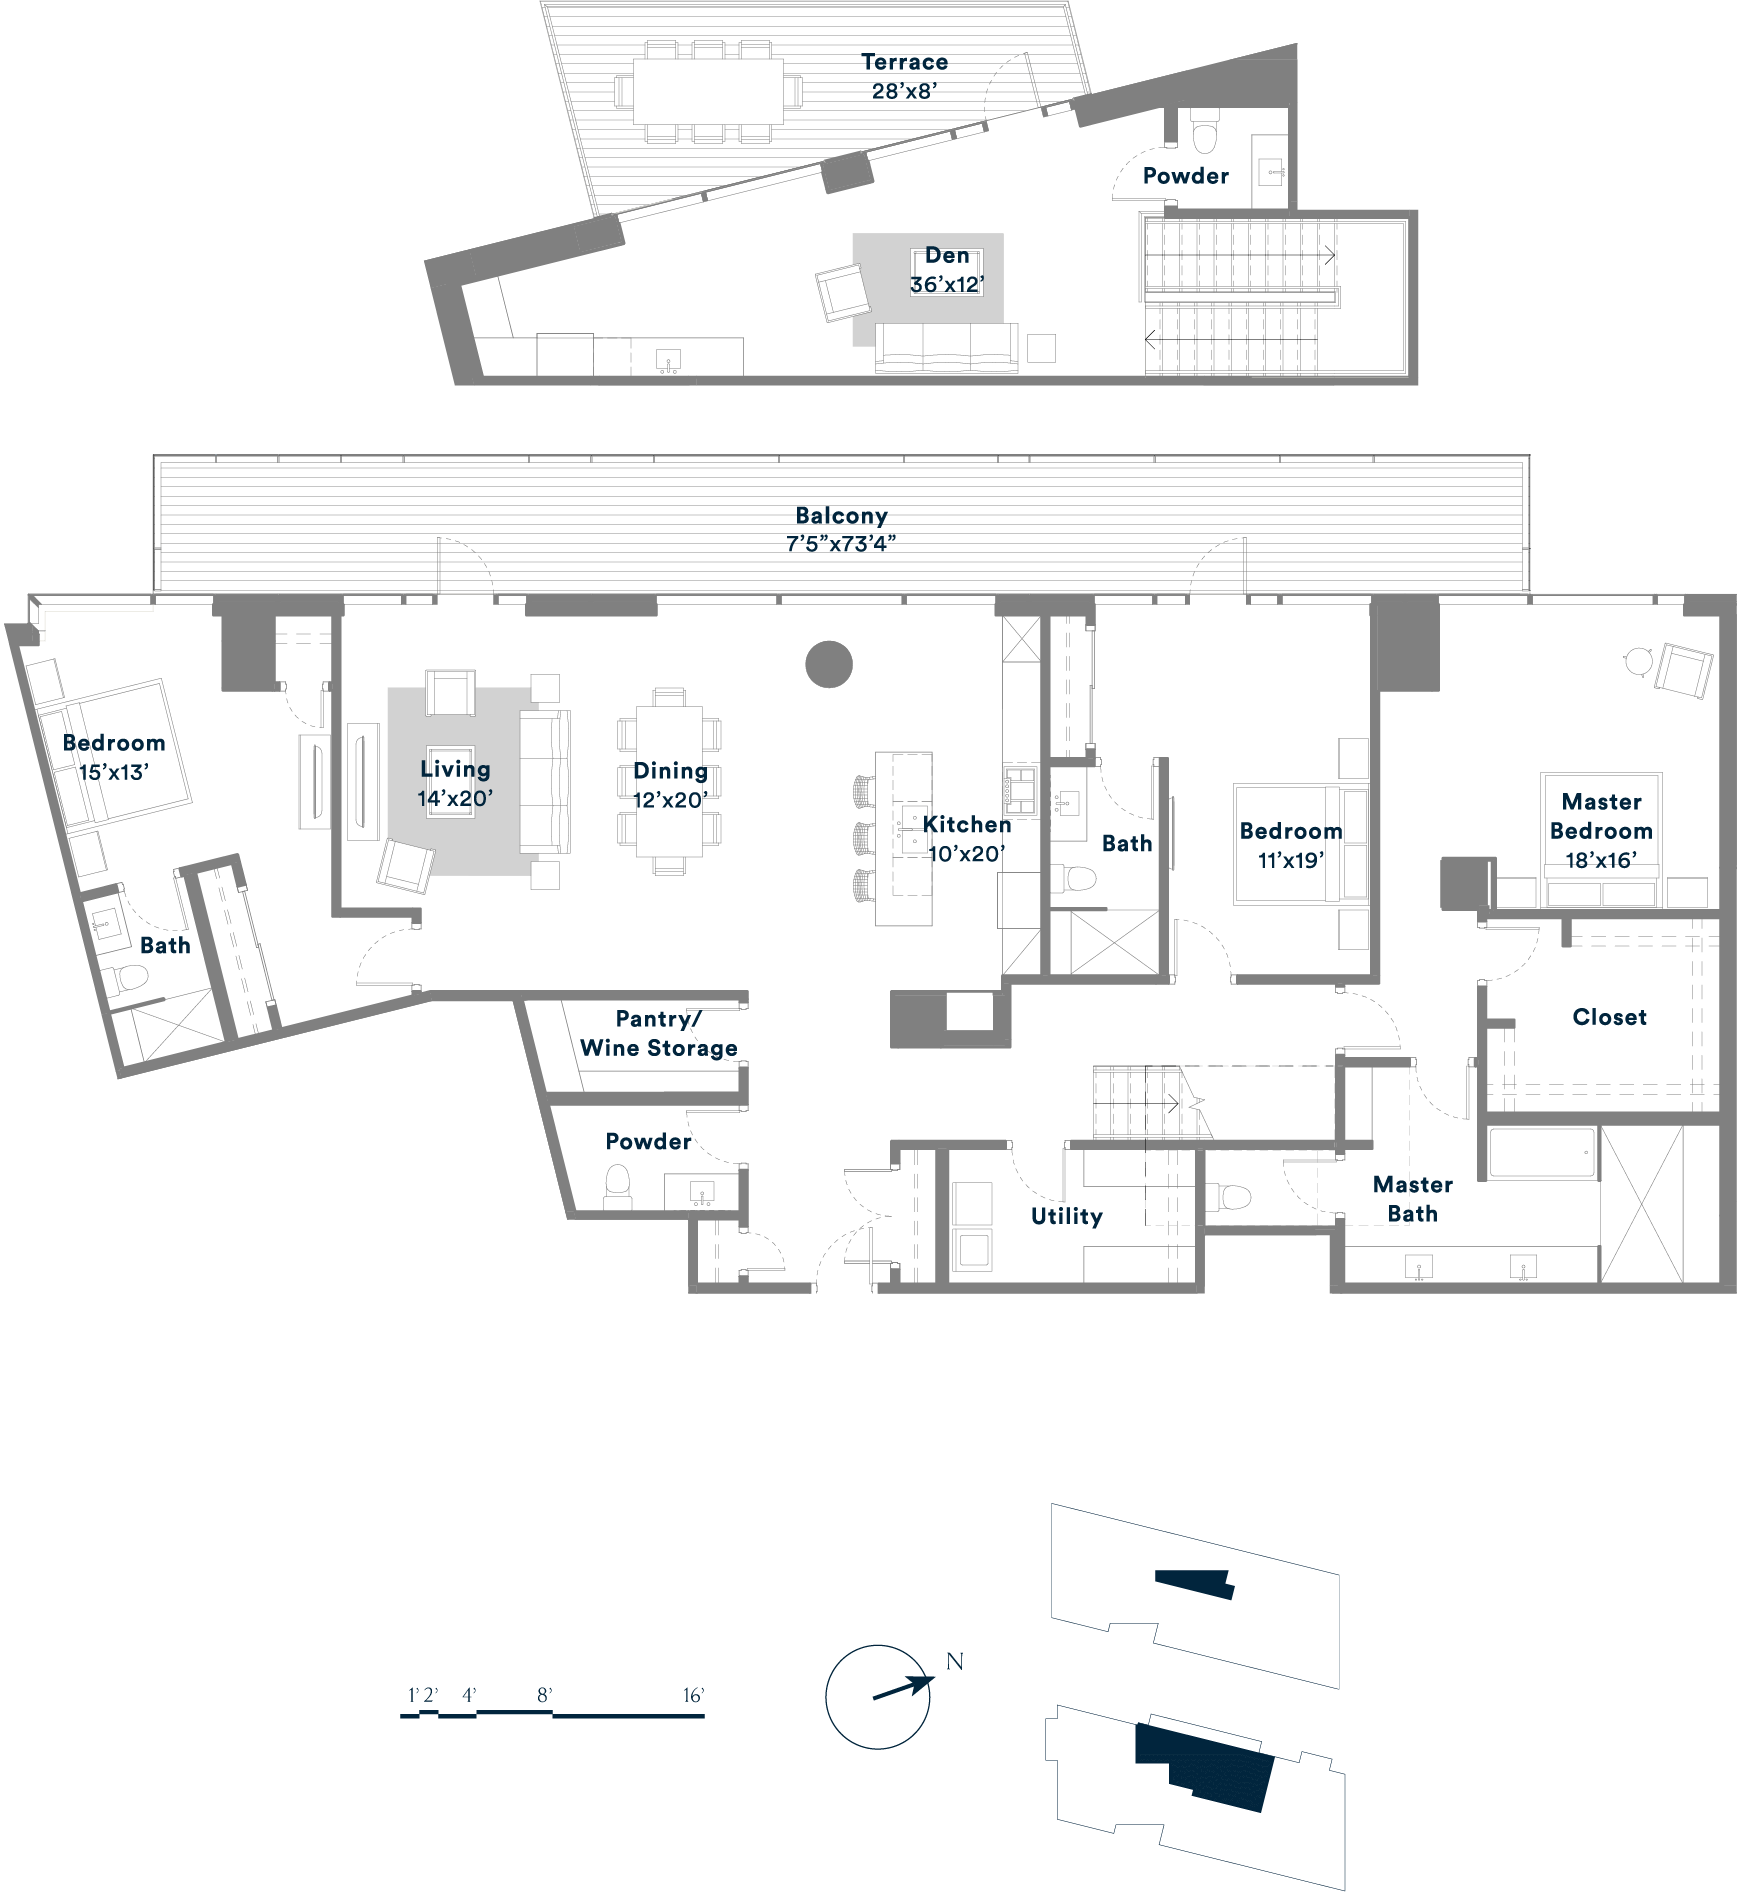 Terrace
28’x8’
Powder
Den
36’x12’
Balcony
7’5”x73’4”
Bedroom
15’x13’
Living
14’x20’
Dining
12’x20’
Kitchen
10’x20’
Bath
Bedroom
11’x19’
Master
Bedroom
18’x16’
Bath
Pantry/
Wine Storage
Closet
Powder
Utility
Master
Bath
N
1’ 2’ 4’ 8’ 16’